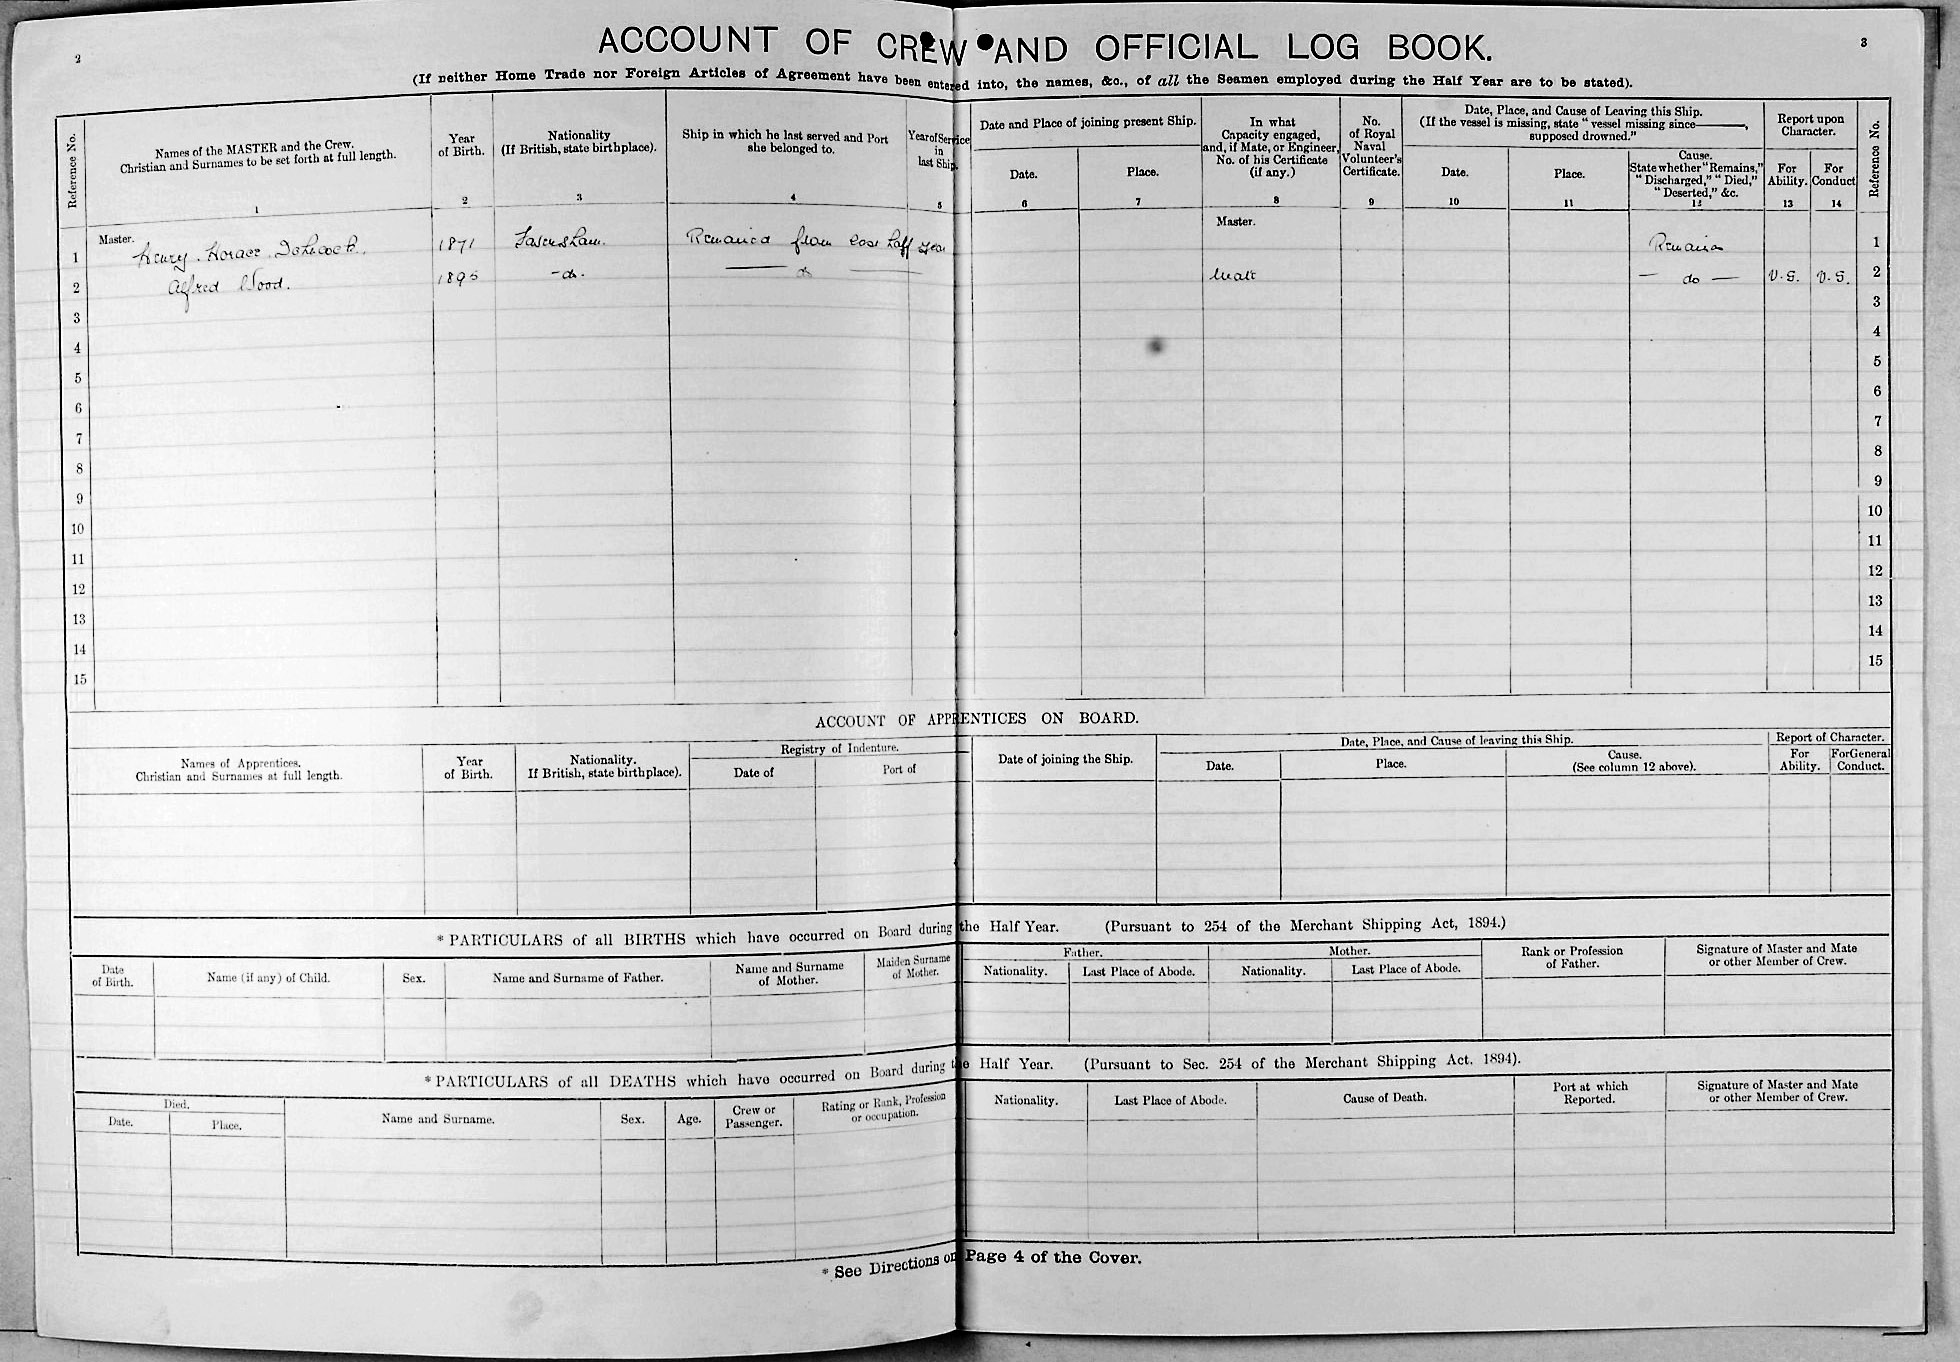 2
3
ACCOUNT OF CREW AND OFFICIAL LOG BOOK.
(If neither Home Trade nor Foreign Articles of Agreement have been entered into, the names, &c., of all the Seamen employed during the Half Year are to be stated).
Reference No.
Names of the MASTER and the Crew.
Christian and Surnames to be set forth at full length.
1
Year
of Birth.
2
Nationality
(If British, state birthplace).
3
Ship in which he last served and Port
she belonged to.
4
Year of Service
in
last Ship.
5
Date and Place of joining present Ship.
Date.
6
Place.
7
In what
Capacity engaged,
and, if Mate, or Engineer,
No. of his Certificate
(if any.)
8
No.
of Royal
Naval
Volunteer's
Certificate.
9
Date, Place, and Cause of Leaving this Ship.
(If the vessel is missing, state "vessel missing since———,
supposed drowned."
Date.
10
Place.
11
Cause.
State whether "Remains,"
"Discharged," "Died,"
"Deserted," &c.
12
Report upon
Character.
For
Ability.
13
For
Conduct
14
Reference No.
1 Master. Henry. Horace 1871 Remained from last half year Master. Remains 1
2 Alfred Wood. 1895 - do. — do — Mate — do — V.G. V.G. 2
3 3
4 4
5 5
6 6
7 7
8 8
9 9
10 10
11 11
12 12
13 13
14 14
15 15
ACCOUNT OF APPRENTICES ON BOARD.
Names of Apprentices.
Christian and Surnames at full length.
Year
of Birth.
Nationality.
If British, state birthplace).
Registry of Indenture.
Date of
Port of
Date of joining the Ship.
Date, Place, and Cause of leaving this Ship.
Date.
Place.
Cause.
(See column 12 above).
Report of Character.
For
Ability.
For General
Conduct.
* PARTICULARS of all BIRTHS which have occurred on Board during the Half Year. (Pursuant to 254 of the Merchant Shipping Act, 1894.)
Date
of Birth.
Name (if any) of Child.
Sex.
Name and Surname of Father.
Name and Surname
of Mother.
Maiden Surname
of Mother.
Father.
Nationality.
Last Place of Abode.
Mother.
Nationality.
Last Place of Abode.
Rank or Profession
of Father.
Signature of Master and Mate
or other Member of Crew.
* PARTICULARS of all DEATHS which have occurred on Board during the Half Year. (Pursuant to Sec. 254 of the Merchant Shipping Act. 1894).
Died.
Date.
Place.
Name and Surname.
Sex.
Age.
Crew or
Passenger.
Rating or Rank, Profession
or occupation.
Nationality.
Last Place of Abode.
Cause of Death.
Port at which
Reported.
Signature of Master and Mate
or other Member of Crew.
* See Directions on Page 4 of the Cover.